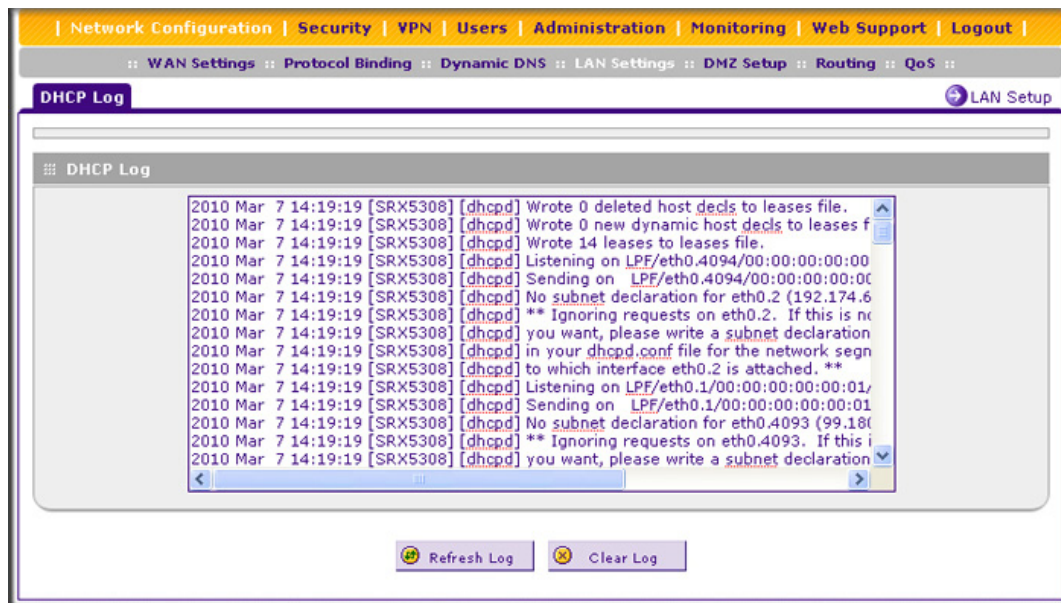 | Network Configuration | Security | VPN | Users | Administration | Monitoring | Web Support | Logout |
:: WAN Settings :: Protocol Binding :: Dynamic DNS :: LAN Settings :: DMZ Setup :: Routing :: QoS ::
DHCP Log LAN Setup
DHCP Log
2010 Mar 7 14:19:19 [SRX5308] [dhcpd] Wrote 0 deleted host decls to leases file.
2010 Mar 7 14:19:19 [SRX5308] [dhcpd] Wrote 0 new dynamic host decls to leases f
2010 Mar 7 14:19:19 [SRX5308] [dhcpd] Wrote 14 leases to leases file.
2010 Mar 7 14:19:19 [SRX5308] [dhcpd] Listening on LPF/eth0.4094/00:00:00:00:00
2010 Mar 7 14:19:19 [SRX5308] [dhcpd] Sending on LPF/eth0.4094/00:00:00:00:00
2010 Mar 7 14:19:19 [SRX5308] [dhcpd] No subnet declaration for eth0.2 (192.174.6
2010 Mar 7 14:19:19 [SRX5308] [dhcpd] ** Ignoring requests on eth0.2. If this is no
2010 Mar 7 14:19:19 [SRX5308] [dhcpd] you want, please write a subnet declaration
2010 Mar 7 14:19:19 [SRX5308] [dhcpd] in your dhcpd.conf file for the network segn
2010 Mar 7 14:19:19 [SRX5308] [dhcpd] to which interface eth0.2 is attached. **
2010 Mar 7 14:19:19 [SRX5308] [dhcpd] Listening on LPF/eth0.1/00:00:00:00:00:01/
2010 Mar 7 14:19:19 [SRX5308] [dhcpd] Sending on LPF/eth0.1/00:00:00:00:00:01
2010 Mar 7 14:19:19 [SRX5308] [dhcpd] No subnet declaration for eth0.4093 (99.180
2010 Mar 7 14:19:19 [SRX5308] [dhcpd] ** Ignoring requests on eth0.4093. If this i
2010 Mar 7 14:19:19 [SRX5308] [dhcpd] you want, please write a subnet declaration
Refresh Log Clear Log